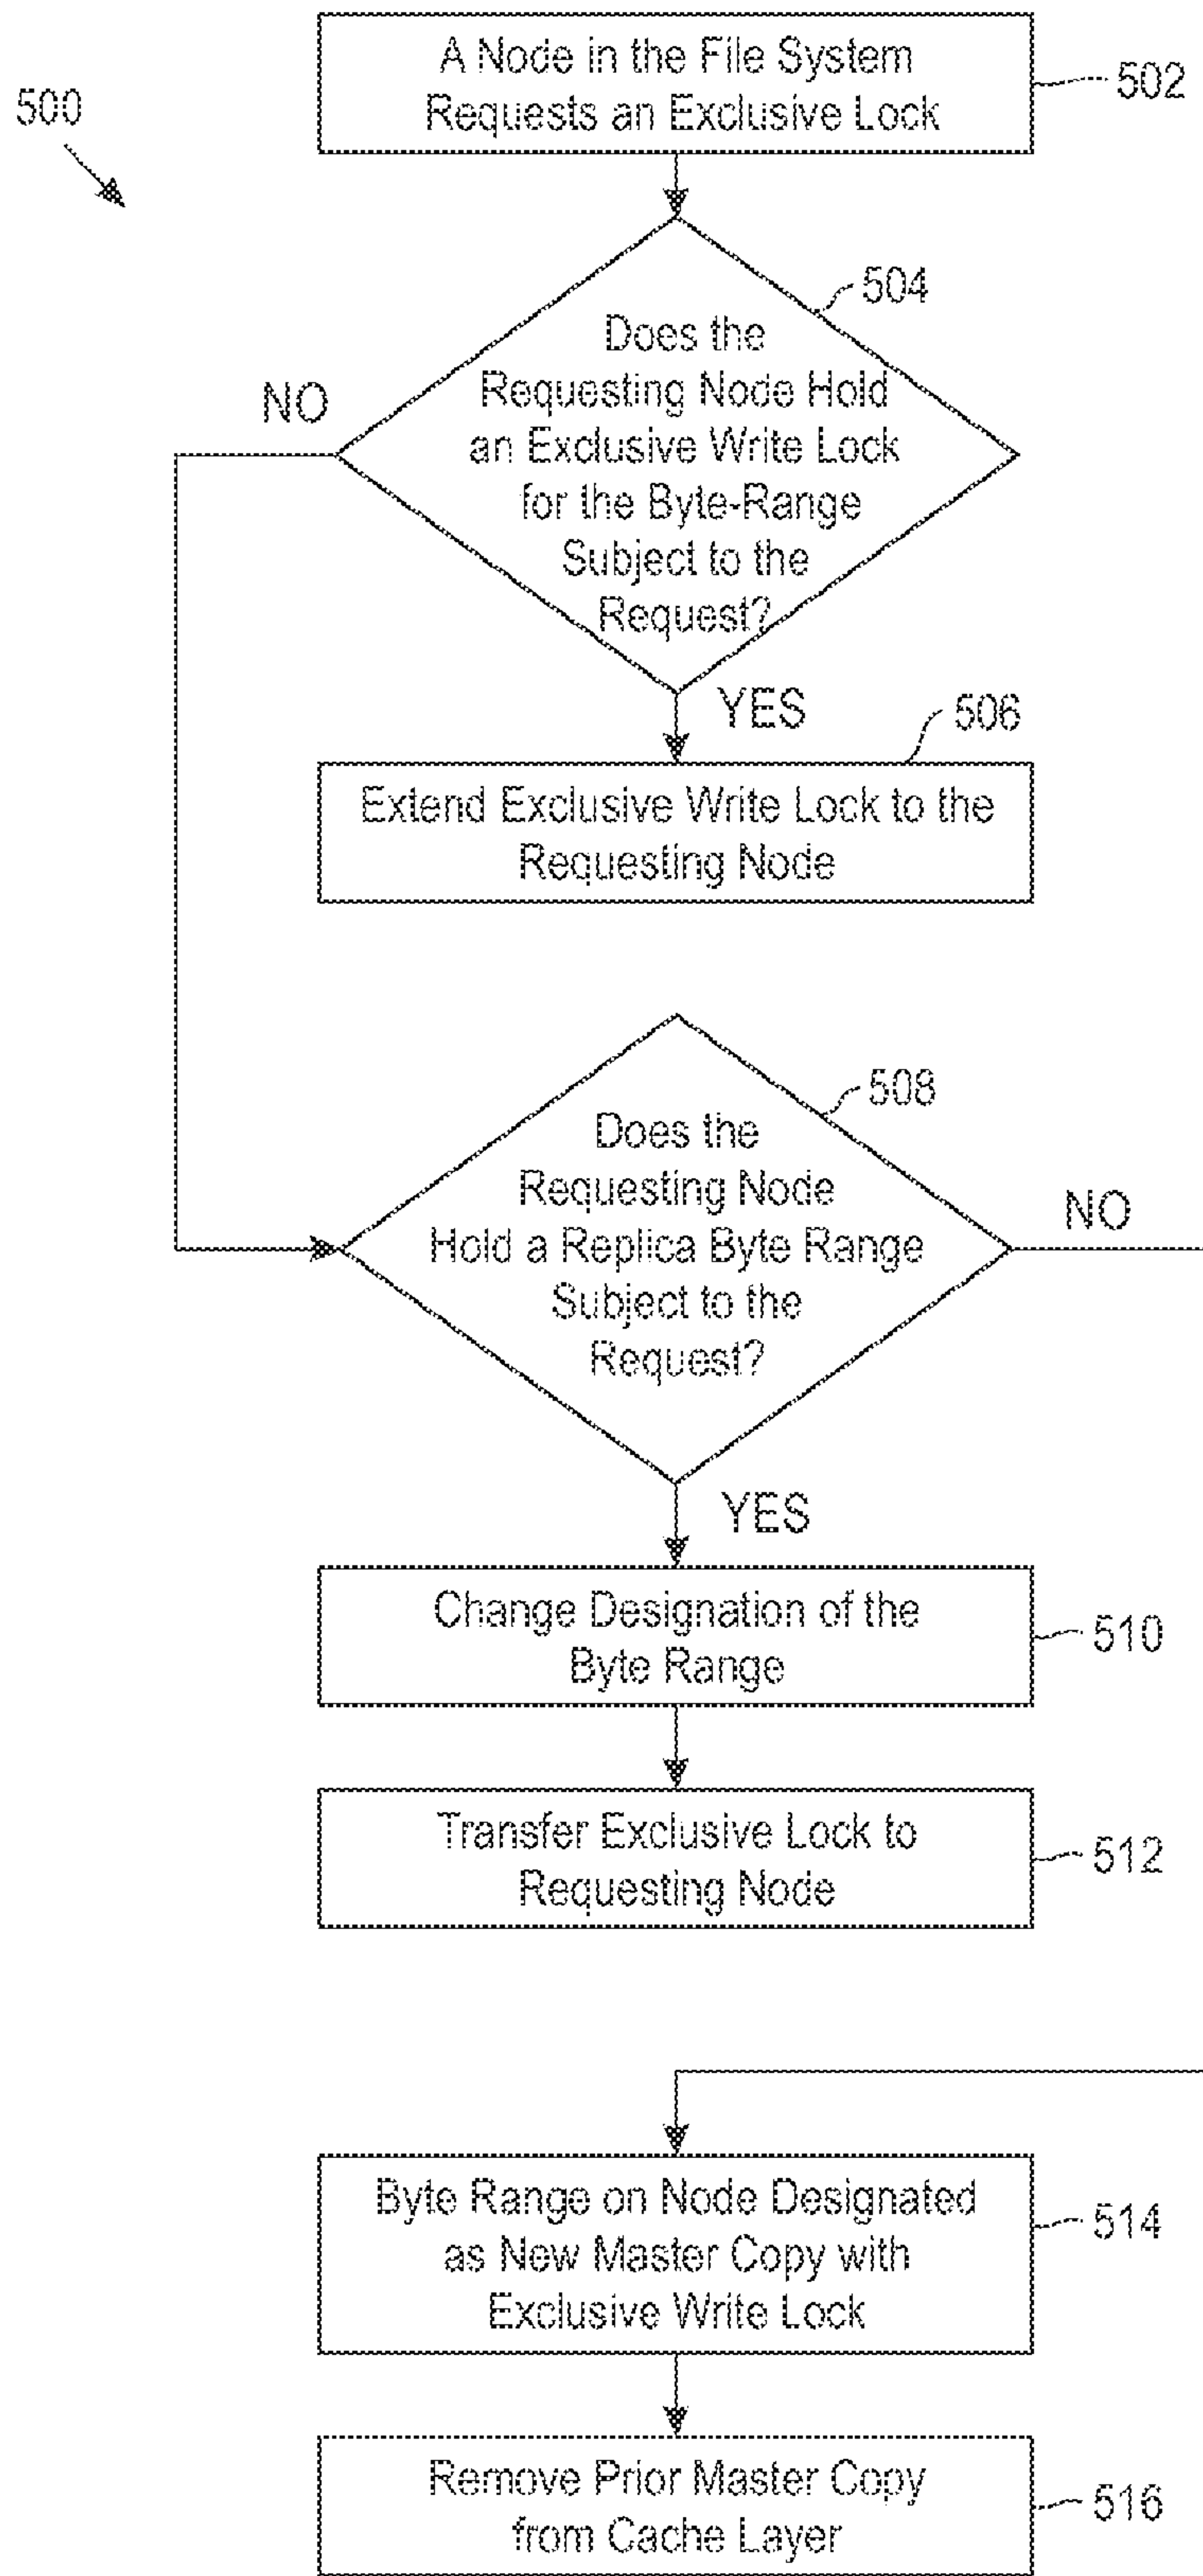 500
A Node in the File System
Requests an Exclusive Lock
502
504
Does the
Requesting Node Hold
an Exclusive Write Lock
for the Byte-Range
Subject to the
Request?
NO
YES
506
Extend Exclusive Write Lock to the
Requesting Node
508
Does the
Requesting Node
Hold a Replica Byte Range
Subject to the
Request?
NO
YES
Change Designation of the
Byte Range
510
Transfer Exclusive Lock to
Requesting Node
512
Byte Range on Node Designated
as New Master Copy with
Exclusive Write Lock
514
Remove Prior Master Copy
from Cache Layer
516